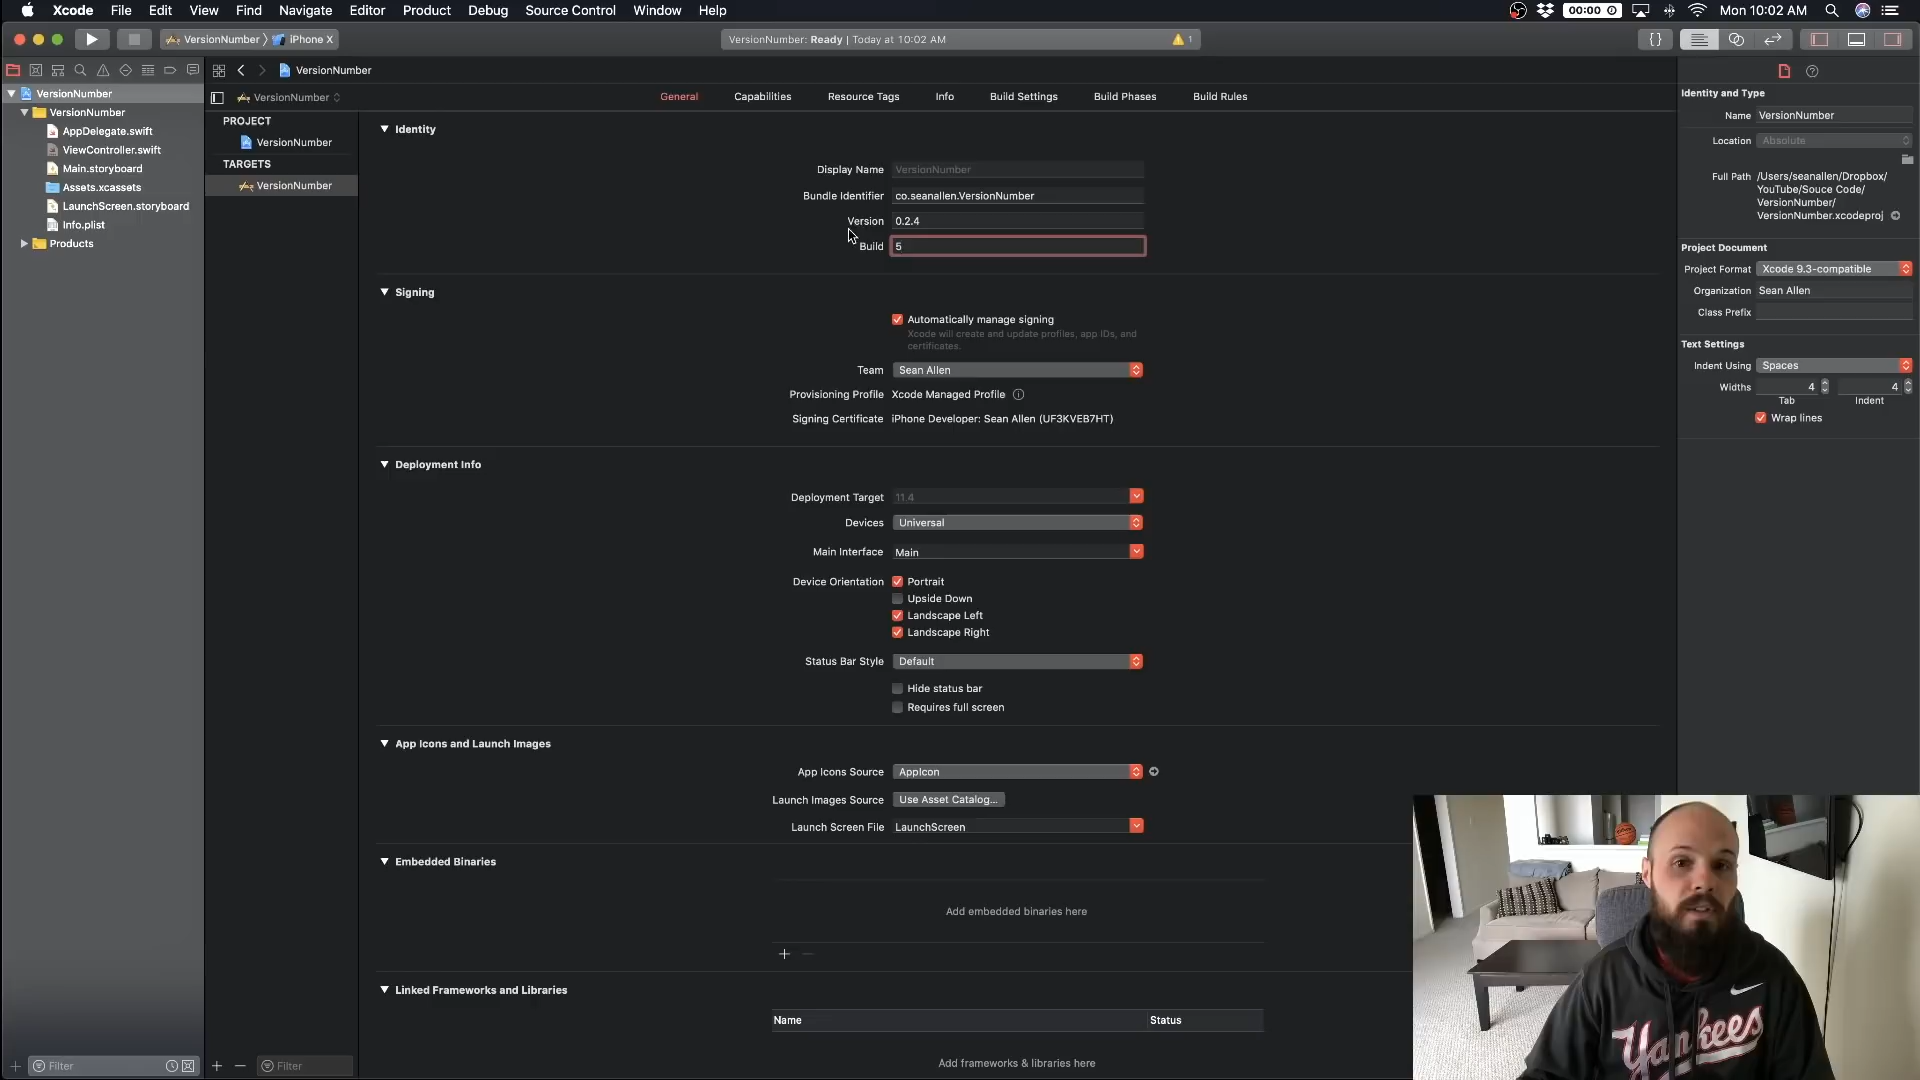 Xcode File Edit View Find Navigate Editor Product Debug Source Control Window Help 00:00 Mon 10:02 AM
VersionNumber iPhone X VersionNumber: Ready | Today at 10:02 AM 1 { }
VersionNumber
VersionNumber
VersionNumber
AppDelegate.swift
ViewController.swift
Main.storyboard
Assets.xcassets
LaunchScreen.storyboard
Info.plist
Products
Filter
VersionNumber
General Capabilities Resource Tags Info Build Settings Build Phases Build Rules
PROJECT
VersionNumber
TARGETS
VersionNumber
Filter
Identity
Display Name VersionNumber
Bundle Identifier co.seanallen.VersionNumber
Version 0.2.4
Build 5
Signing
Automatically manage signing
Xcode will create and update profiles, app IDs, and
certificates.
Team Sean Allen
Provisioning Profile Xcode Managed Profile
Signing Certificate iPhone Developer: Sean Allen (UF3KVEB7HT)
Deployment Info
Deployment Target 11.4
Devices Universal
Main Interface Main
Device Orientation Portrait
Upside Down
Landscape Left
Landscape Right
Status Bar Style Default
Hide status bar
Requires full screen
App Icons and Launch Images
App Icons Source AppIcon
Launch Images Source Use Asset Catalog...
Launch Screen File LaunchScreen
Embedded Binaries
Add embedded binaries here
Linked Frameworks and Libraries
Name Status
Add frameworks & libraries here
Identity and Type
Name VersionNumber
Location Absolute
Full Path /Users/seanallen/Dropbox/
YouTube/Souce Code/
VersionNumber/
VersionNumber.xcodeproj
Project Document
Project Format Xcode 9.3-compatible
Organization Sean Allen
Class Prefix
Text Settings
Indent Using Spaces
Widths 4 4
Tab Indent
Wrap lines
Yankees